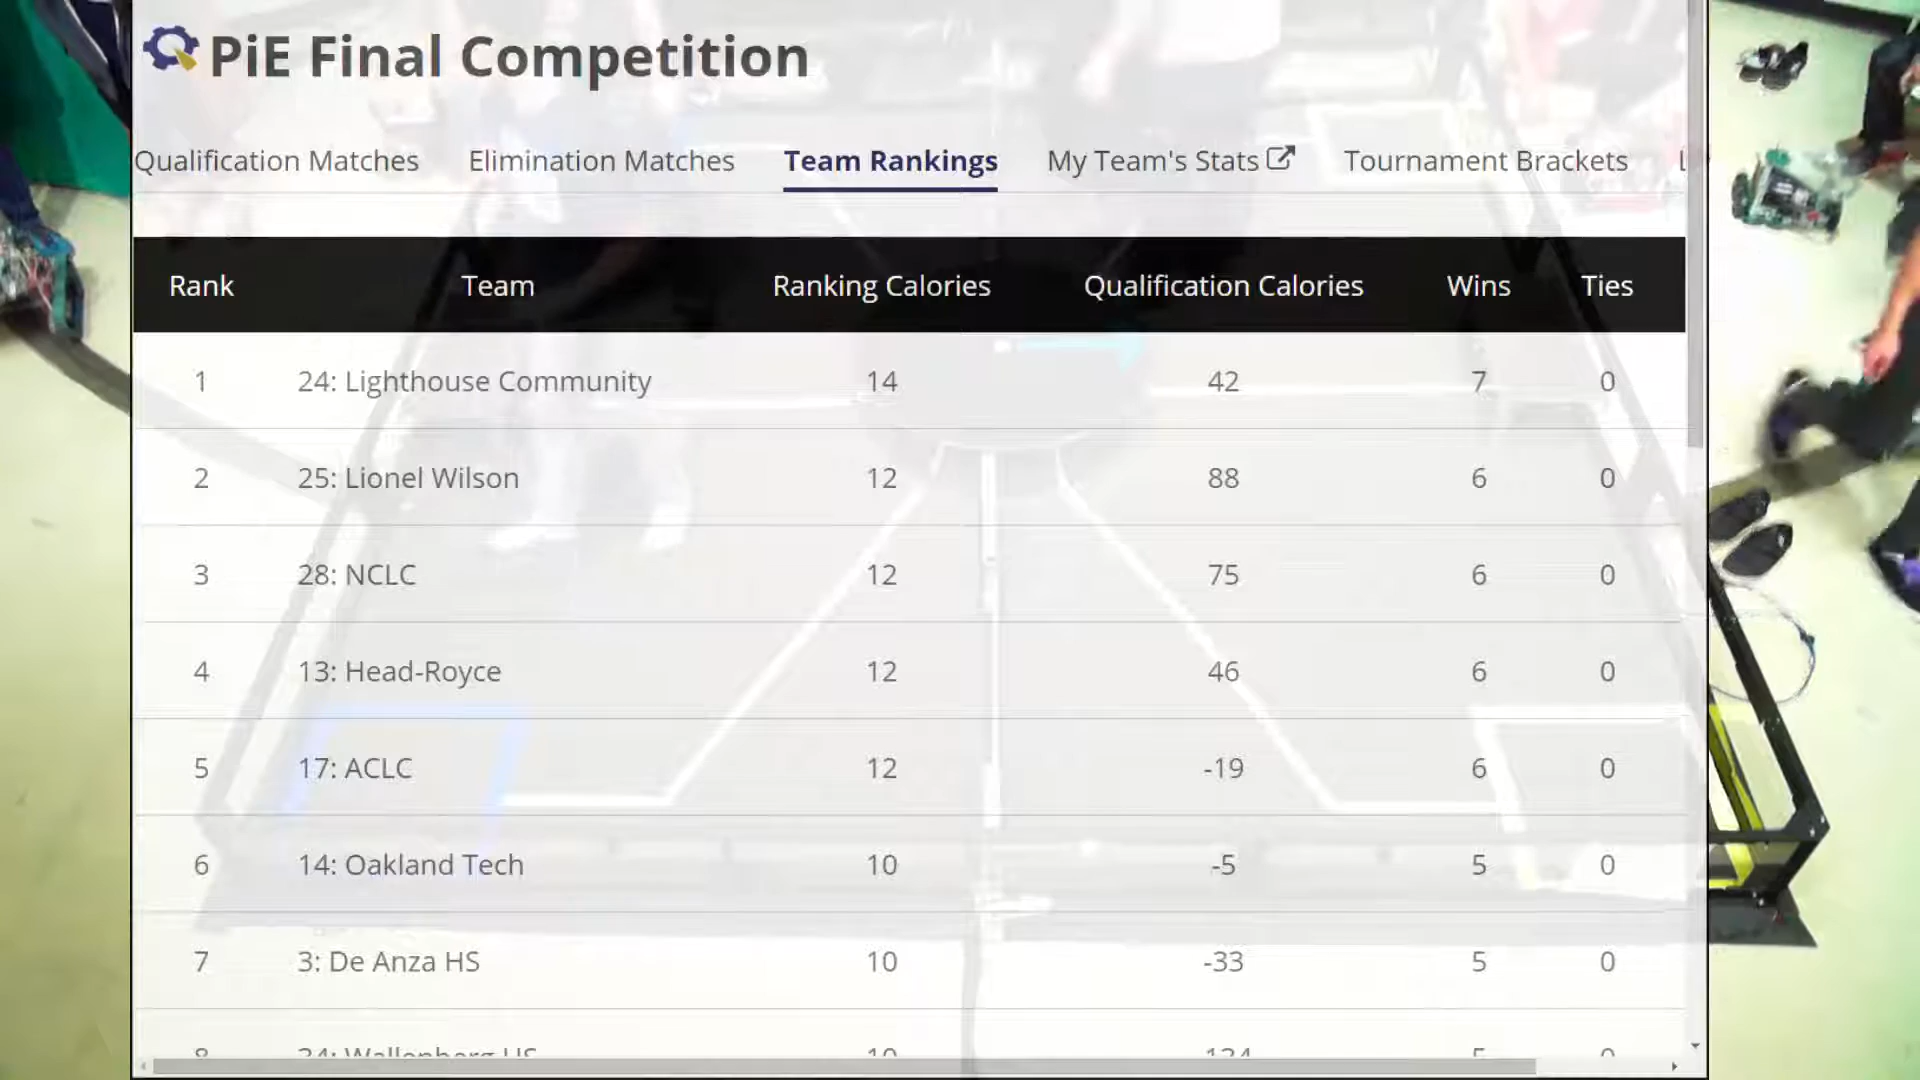 PiE Final Competition
Qualification Matches Elimination Matches Team Rankings My Team's Stats Tournament Brackets
Rank Team Ranking Calories Qualification Calories Wins Ties
1 24: Lighthouse Community 14 42 7 0
2 25: Lionel Wilson 12 88 6 0
3 28: NCLC 12 75 6 0
4 13: Head-Royce 12 46 6 0
5 17: ACLC 12 -19 6 0
6 14: Oakland Tech 10 -5 5 0
7 3: De Anza HS 10 -33 5 0